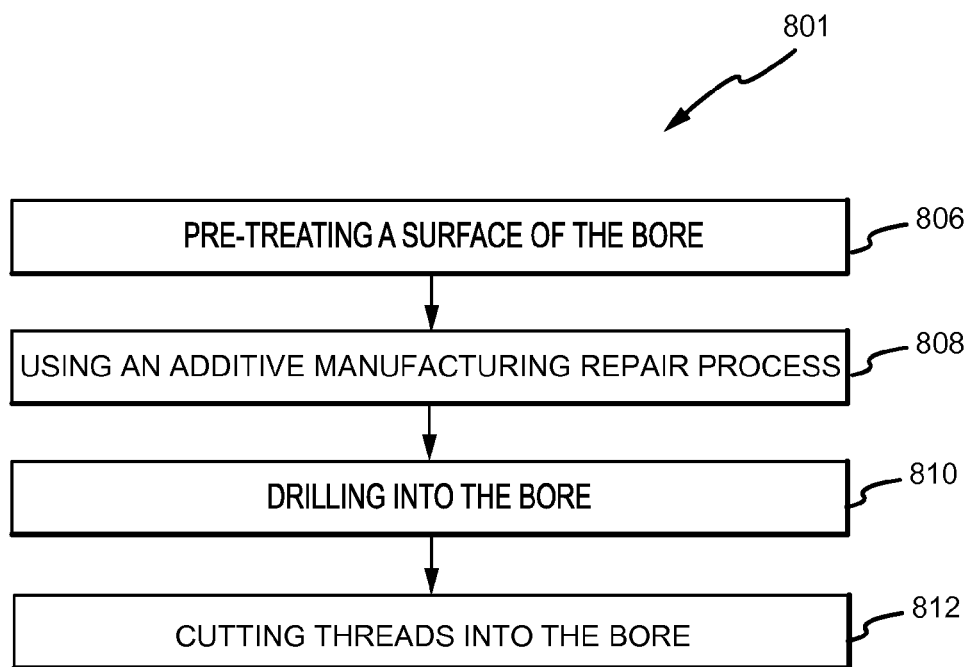 801
PRE-TREATING A SURFACE OF THE BORE
806
USING AN ADDITIVE MANUFACTURING REPAIR PROCESS
808
DRILLING INTO THE BORE
810
CUTTING THREADS INTO THE BORE
812